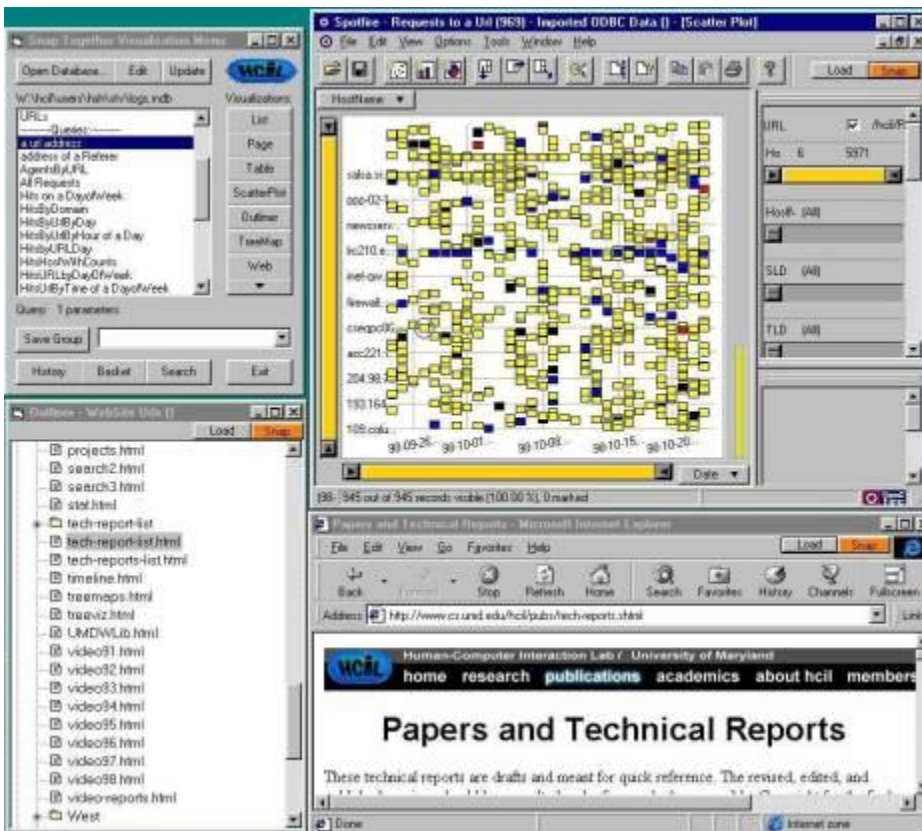 Snap Together Visualization Menu
Open Database... Edit Update HCIL
Visualizations:
URLs
--------Queries:--------
a url address
address of a Referer
AgentsByURL
All Requests
Hits on a DayofWeek
HitsByDomain
HitsByUrlByDay
HitsByUrlByHour of a Day
HitsbyURLDay
HitsHostWithCounts
HitsURLbyDayOfWeek
HitsUrlByTime of a DayofWeek
List
Page
Table
ScatterPlot
Outliner
TreeMap
Web
Query: 1 parameters
Save Group
History Basket Search Exit
Spotfire - Requests to a Url (969) - Imported ODBC Data () - [Scatter Plot]
File Edit View Options Tools Window Help
Load Snap
HostName
newcserv...
firewall...
204.98.
193.164
98-09-26... 98-10-01... 98-10-08... 98-10-15... 98-10-20...
Date
945 out of 945 records visible (100.00 %), 0 marked
URL
6 5971
(All)
SLD (All)
TLD (All)
Outliner - WebSite Urls ()
Load Snap
projects.html
search2.html
search3.html
stat.html
tech-report-list
tech-report-list.html
tech-reports-list.html
timeline.html
treemaps.html
treeviz.html
UMDWLib.html
video91.html
video92.html
video93.html
video94.html
video95.html
video96.html
video97.html
video98.html
video-reports.html
West
Papers and Technical Reports - Microsoft Internet Explorer
File Edit View Go Favorites Help
Load Snap
Back Forward Stop Refresh Home Search Favorites History Channels Fullscreen
Address http://www.cs.umd.edu/hcil/pubs/tech-reports.shtml
HCIL
Human-Computer Interaction Lab / University of Maryland
home research publications academics about hcil members
Papers and Technical Reports
These technical reports are drafts and meant for quick reference. The revised, edited, and
Done Internet zone